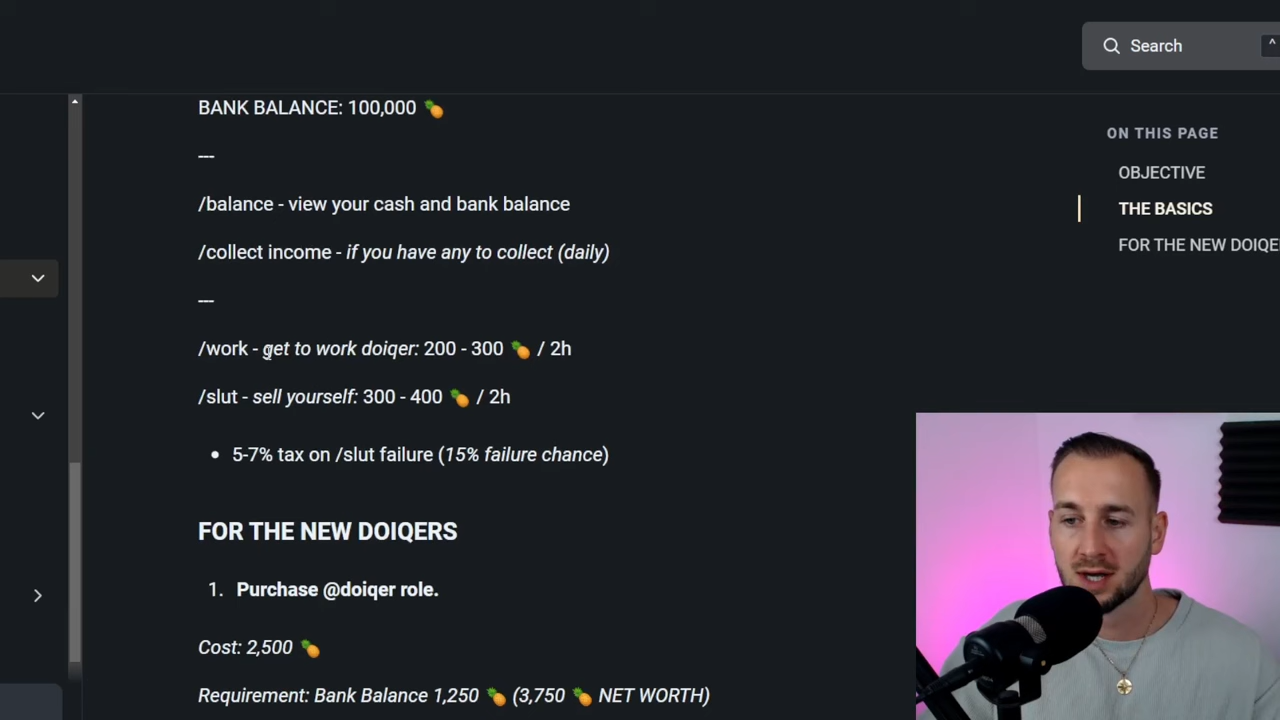 Search
^
BANK BALANCE: 100,000 🍍
---
/balance - view your cash and bank balance
/collect income - if you have any to collect (daily)
---
/work - get to work doiqer: 200 - 300 🍍 / 2h
/slut - sell yourself: 300 - 400 🍍 / 2h
• 5-7% tax on /slut failure (15% failure chance)
FOR THE NEW DOIQERS
1. Purchase @doiqer role.
Cost: 2,500 🍍
Requirement: Bank Balance 1,250 🍍 (3,750 🍍 NET WORTH)
ON THIS PAGE
OBJECTIVE
THE BASICS
FOR THE NEW DOIQE